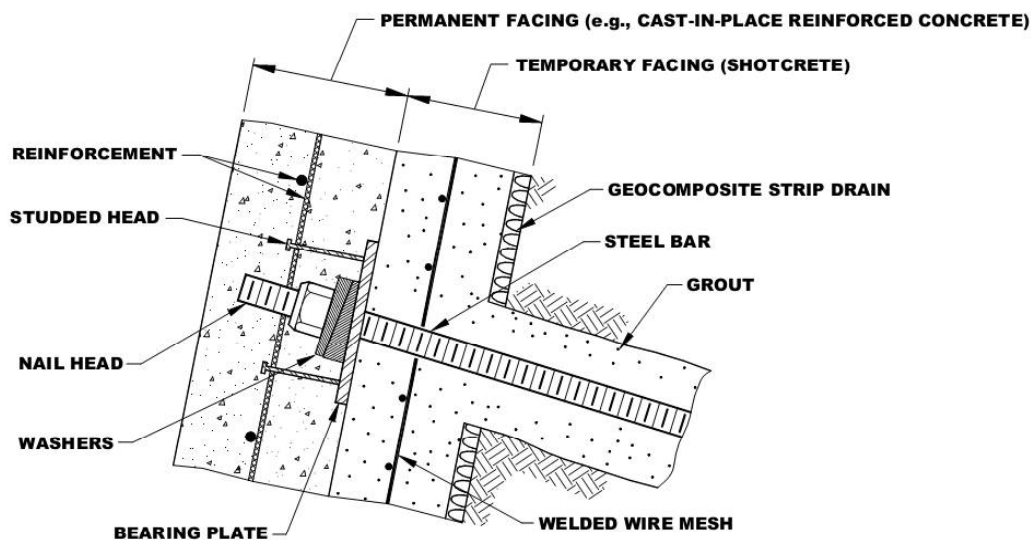 PERMANENT FACING (e.g., CAST-IN-PLACE REINFORCED CONCRETE)
TEMPORARY FACING (SHOTCRETE)
REINFORCEMENT
GEOCOMPOSITE STRIP DRAIN
STUDDED HEAD
STEEL BAR
GROUT
NAIL HEAD
WASHERS
WELDED WIRE MESH
BEARING PLATE